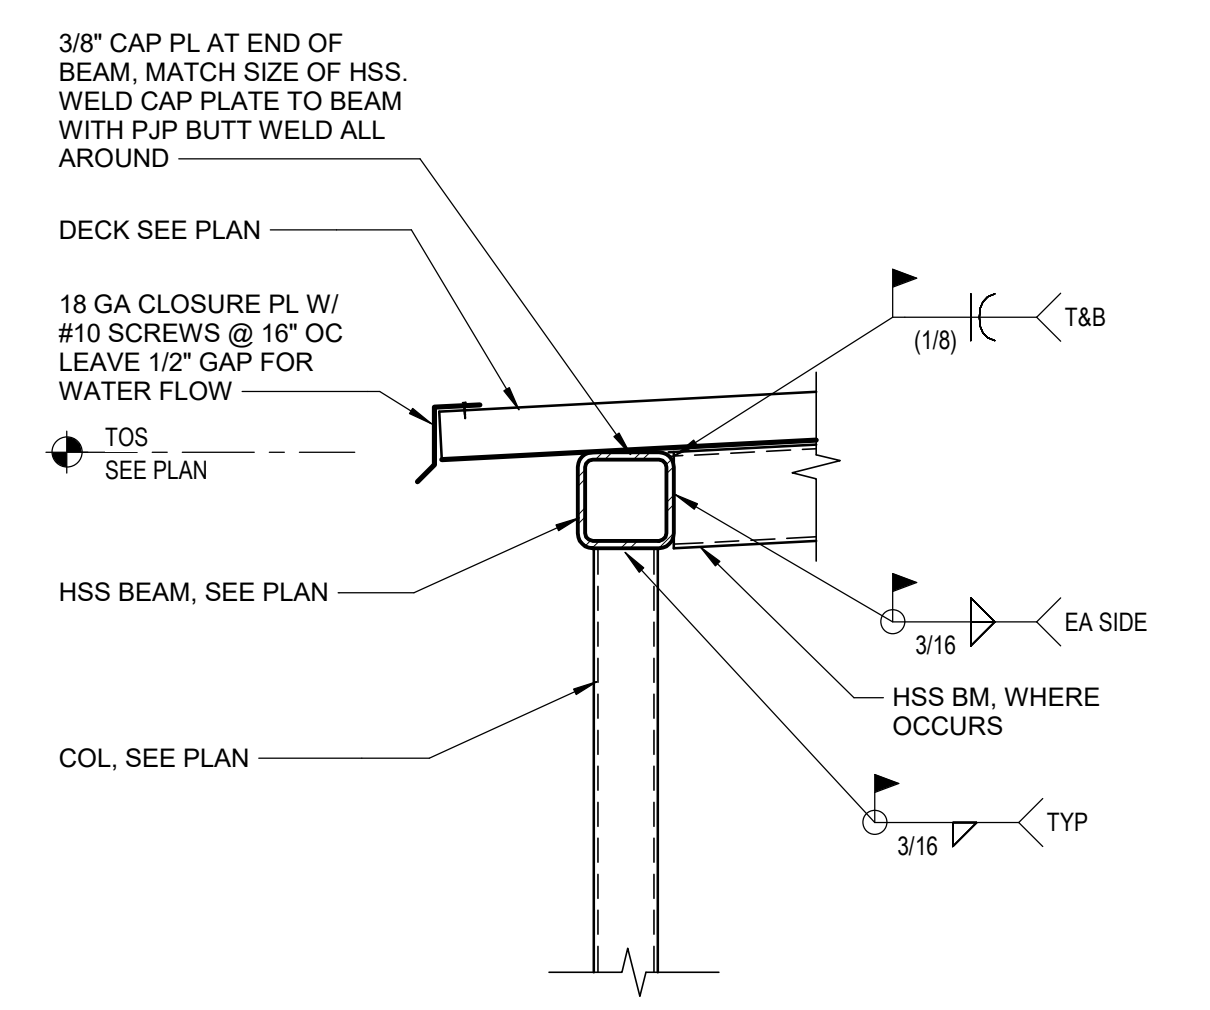 3/8" CAP PL AT END OF
BEAM, MATCH SIZE OF HSS.
WELD CAP PLATE TO BEAM
WITH PJP BUTT WELD ALL
AROUND
DECK SEE PLAN
18 GA CLOSURE PL W/
#10 SCREWS @ 16" OC
LEAVE 1/2" GAP FOR
WATER FLOW
TOS
SEE PLAN
HSS BEAM, SEE PLAN
COL, SEE PLAN
(1/8)
T&B
3/16
EA SIDE
HSS BM, WHERE
OCCURS
3/16
TYP